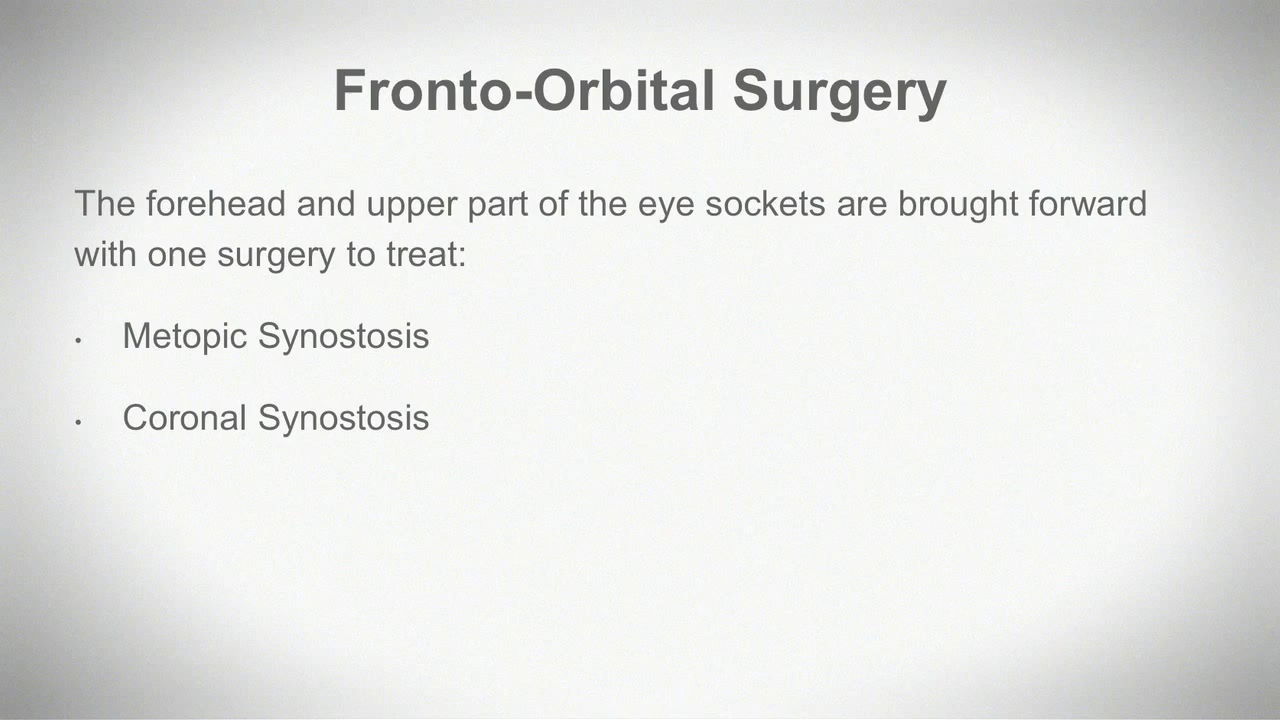 Fronto-Orbital Surgery
The forehead and upper part of the eye sockets are brought forward
with one surgery to treat:
• Metopic Synostosis
• Coronal Synostosis